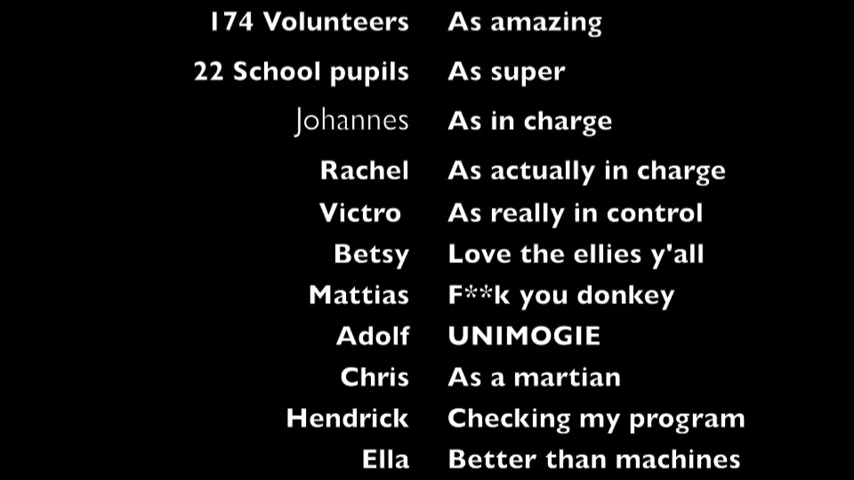 174 Volunteers As amazing
22 School pupils As super
Johannes As in charge
Rachel As actually in charge
Victro As really in control
Betsy Love the ellies y'all
Mattias F**k you donkey
Adolf UNIMOGIE
Chris As a martian
Hendrick Checking my program
Ella Better than machines